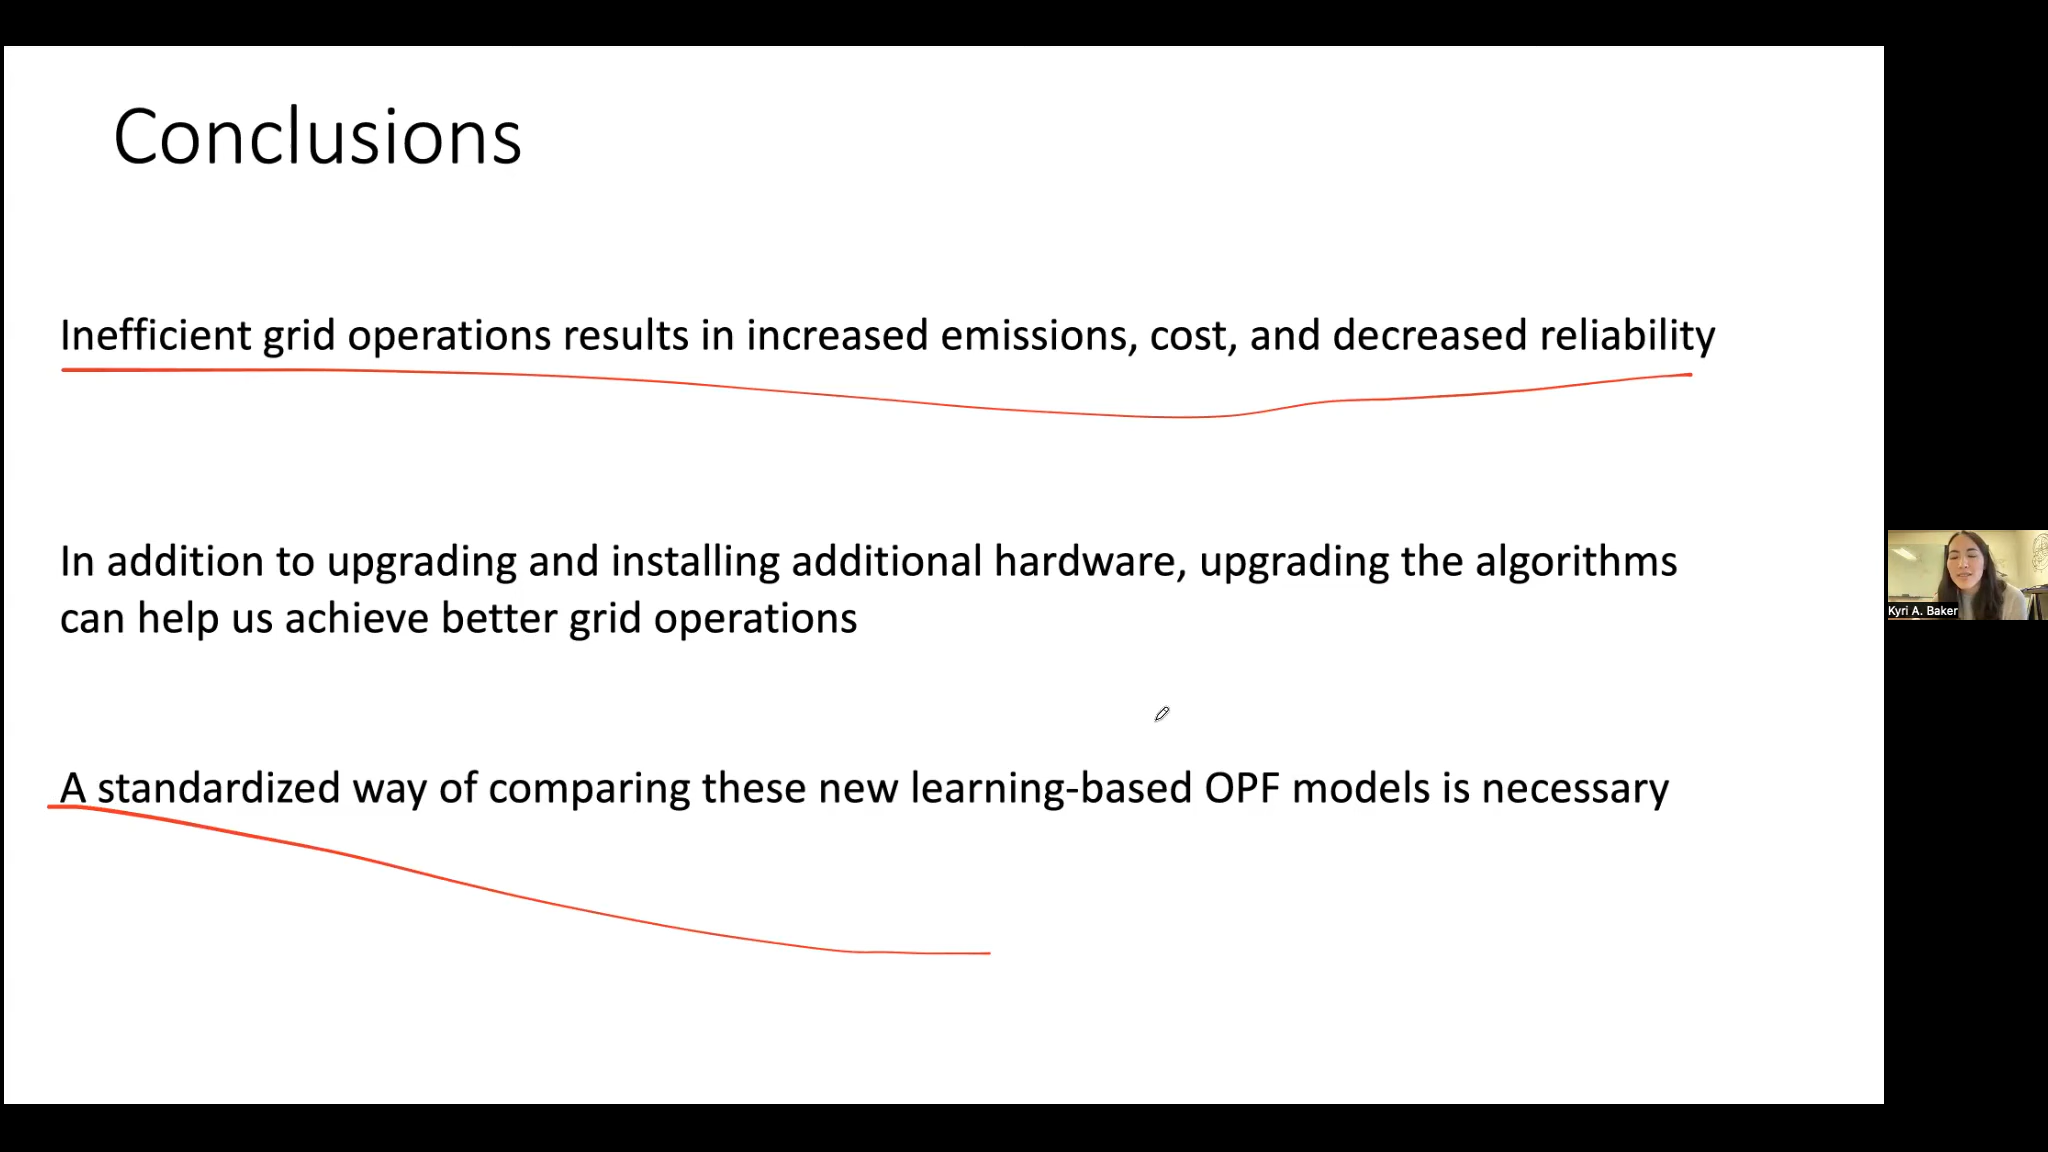 Conclusions
Inefficient grid operations results in increased emissions, cost, and decreased reliability
In addition to upgrading and installing additional hardware, upgrading the algorithms
can help us achieve better grid operations
A standardized way of comparing these new learning-based OPF models is necessary
Kyri A. Baker